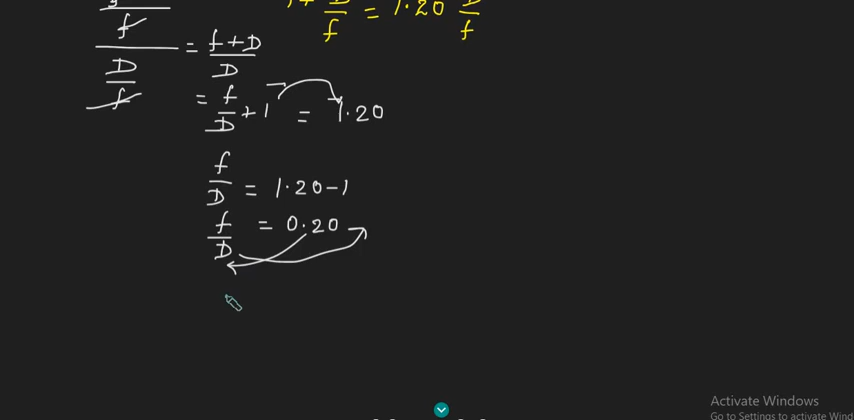 1 + D/f = 1.20 D/f
f
D/f = f+D/D
= f/D + 1 = 1.20
f/D = 1.20 - 1
f/D = 0.20
Activate Windows
Go to Settings to activate Wind